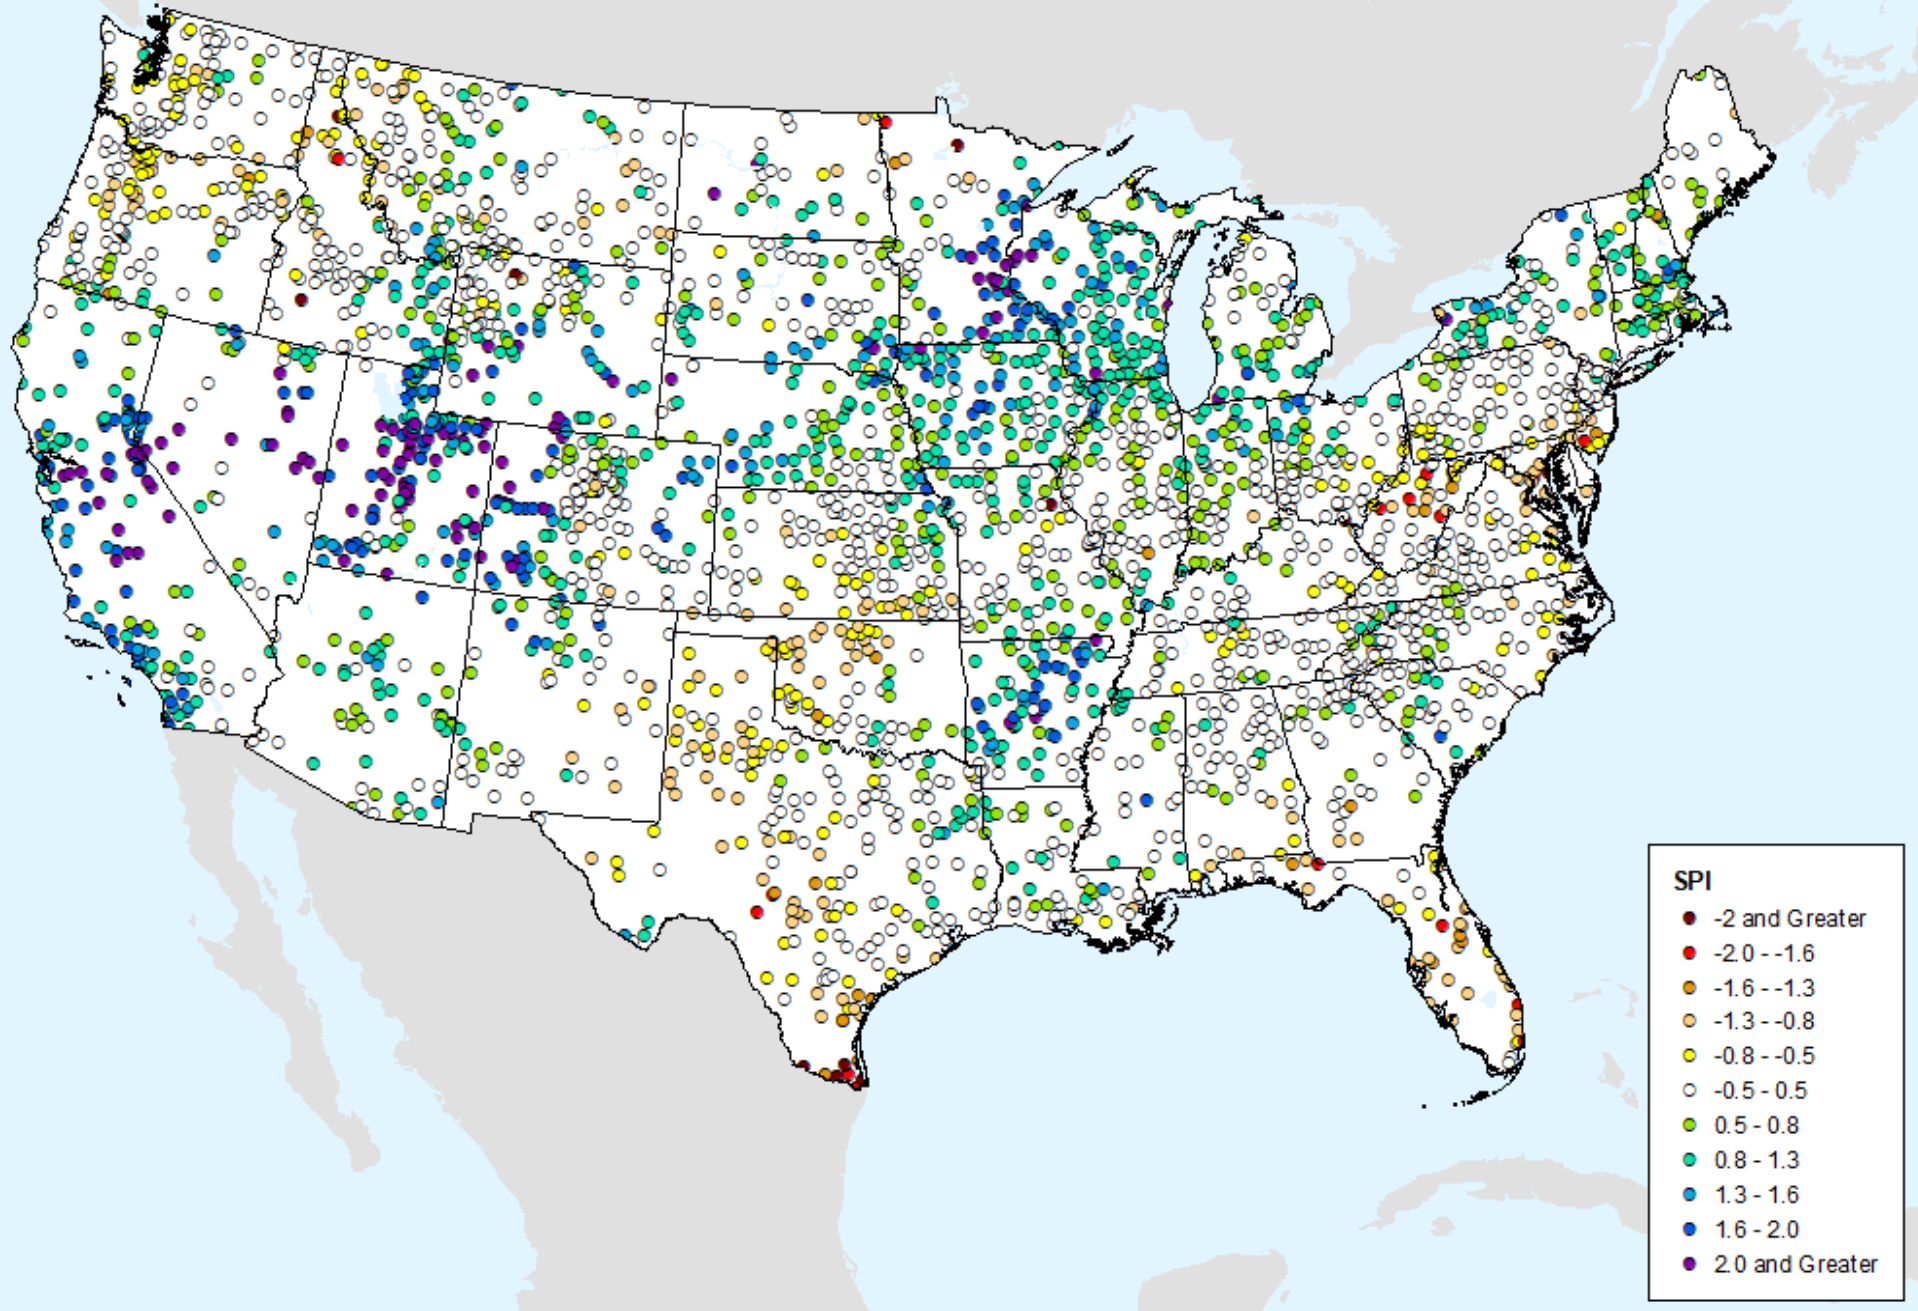 SPI
-2 and Greater
-2.0 - -1.6
-1.6 - -1.3
-1.3 - -0.8
-0.8 - -0.5
-0.5 - 0.5
0.5 - 0.8
0.8 - 1.3
1.3 - 1.6
1.6 - 2.0
2.0 and Greater